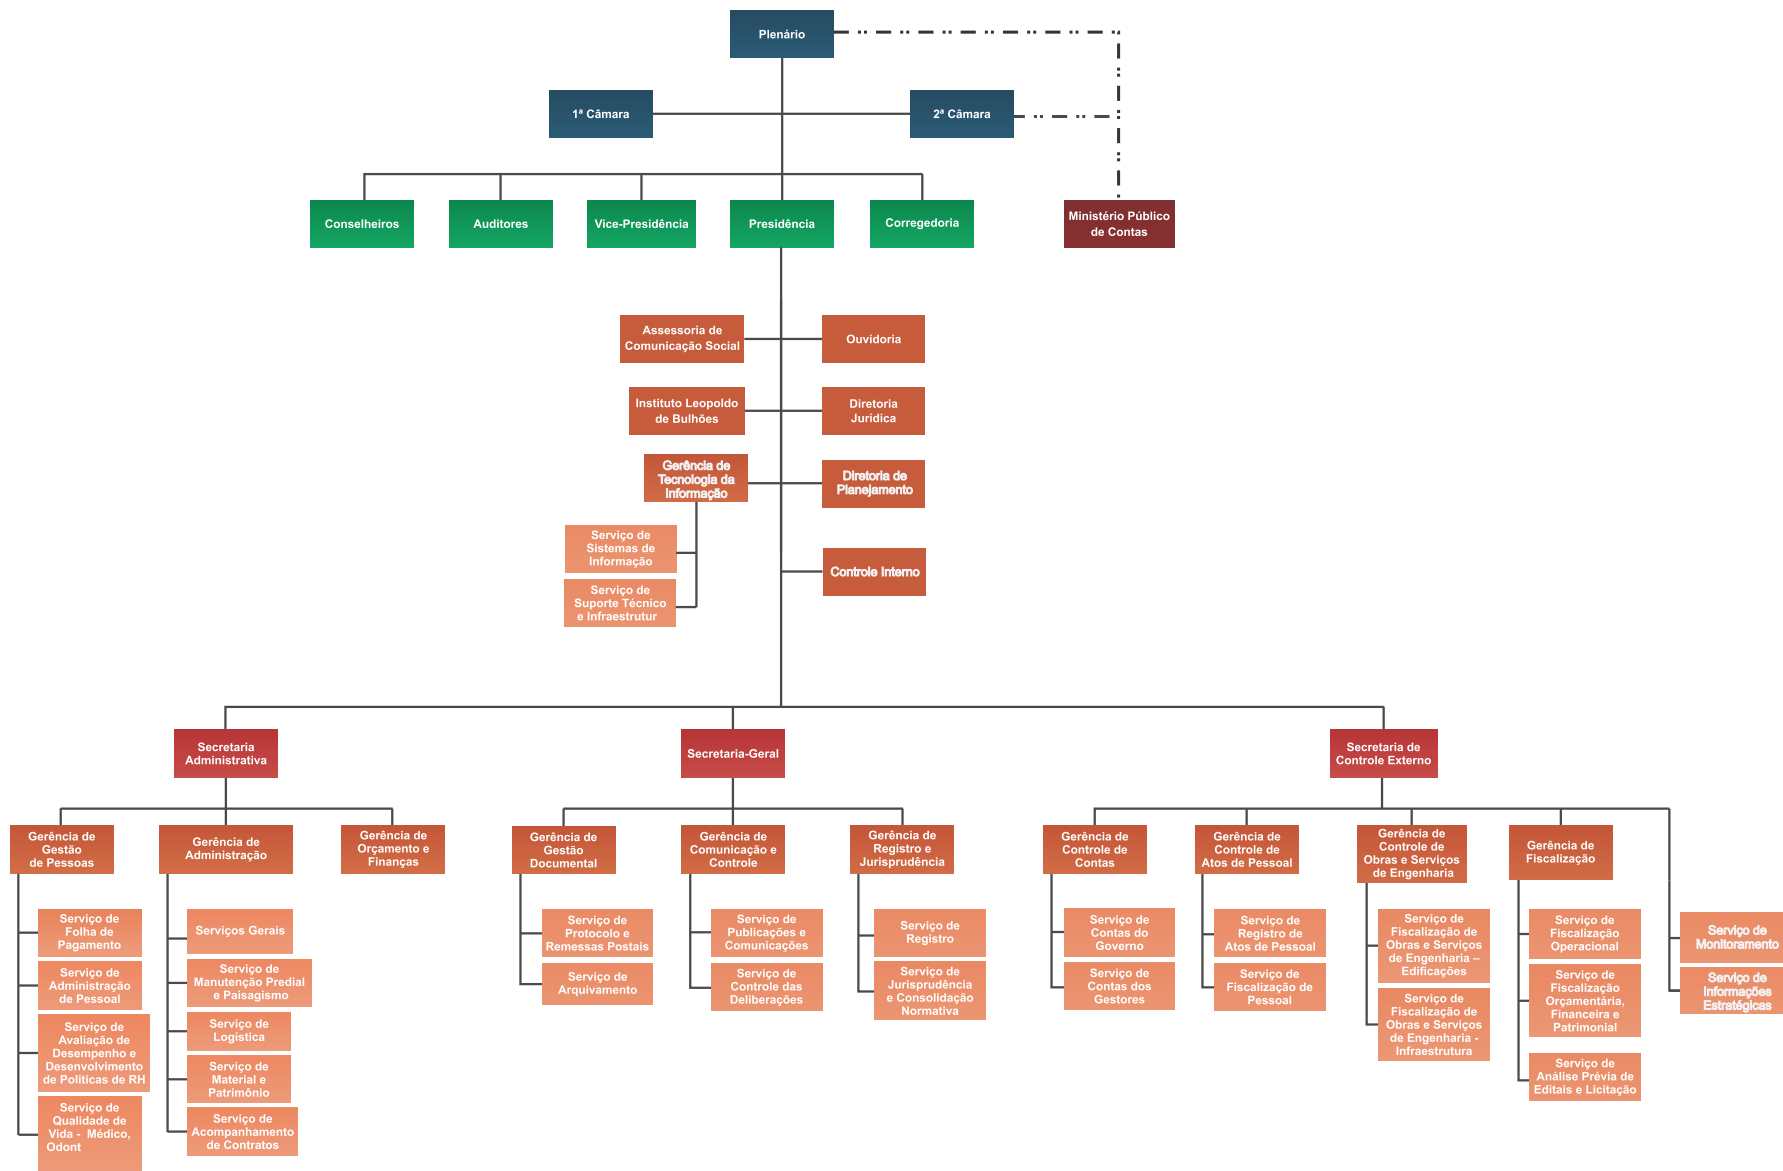 Plenário
1ª Câmara
2ª Câmara
Conselheiros
Auditores
Vice-Presidência
Presidência
Corregedoria
Ministério Público
de Contas
Assessoria de
Comunicação Social
Ouvidoria
Instituto Leopoldo
de Bulhões
Diretoria
Jurídica
Gerência de
Tecnologia da
Informação
Diretoria de
Planejamento
Serviço de
Sistemas de
Informação
Controle Interno
Serviço de
Suporte Técnico
e Infraestrutur
Secretaria
Administrativa
Secretaria-Geral
Secretaria de
Controle Externo
Gerência de
Gestão
de Pessoas
Gerência de
Administração
Gerência de
Orçamento e
Finanças
Gerência de
Gestão
Documental
Gerência de
Comunicação e
Controle
Gerência de
Registro e
Jurisprudência
Gerência de
Controle de
Contas
Gerência de
Controle de
Atos de Pessoal
Gerência de
Controle de
Obras e Serviços
de Engenharia
Gerência de
Fiscalização
Serviço de
Folha de
Pagamento
Serviço de
Administração
de Pessoal
Serviço de
Avaliação de
Desempenho e
Desenvolvimento
de Políticas de RH
Serviço de
Qualidade de
Vida - Médico,
Odont
Serviços Gerais
Serviço de
Manutenção Predial
e Paisagismo
Serviço de
Logística
Serviço de
Material e
Patrimônio
Serviço de
Acompanhamento
de Contratos
Serviço de
Protocolo e
Remessas Postais
Serviço de
Arquivamento
Serviço de
Publicações e
Comunicações
Serviço de
Controle das
Deliberações
Serviço de
Registro
Serviço de
Jurisprudência
e Consolidação
Normativa
Serviço de
Contas do
Governo
Serviço de
Contas dos
Gestores
Serviço de
Registro de
Atos de Pessoal
Serviço de
Fiscalização de
Pessoal
Serviço de
Fiscalização de
Obras e Serviços
de Engenharia –
Edificações
Serviço de
Fiscalização de
Obras e Serviços
de Engenharia -
Infraestrutura
Serviço de
Fiscalização
Operacional
Serviço de
Fiscalização
Orçamentária,
Financeira e
Patrimonial
Serviço de
Análise Prévia de
Editais e Licitação
Serviço de
Monitoramento
Serviço de
Informações
Estratégicas